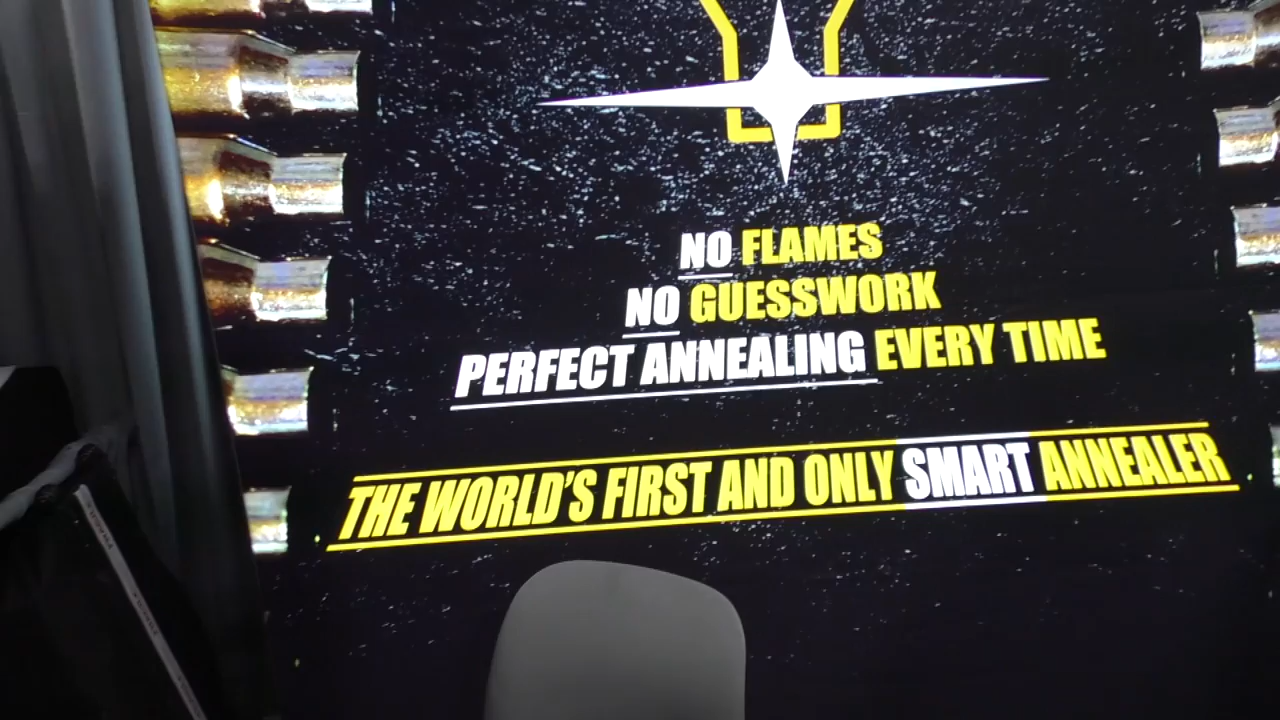 NO FLAMES
NO GUESSWORK
PERFECT ANNEALING EVERY TIME
THE WORLD'S FIRST AND ONLY SMART ANNEALER